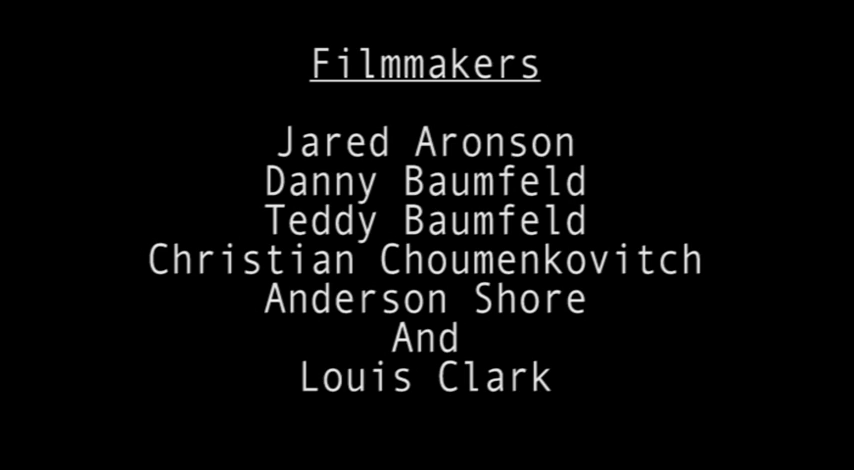 Filmmakers
Jared Aronson
Danny Baumfeld
Teddy Baumfeld
Christian Choumenkovitch
Anderson Shore
And
Louis Clark